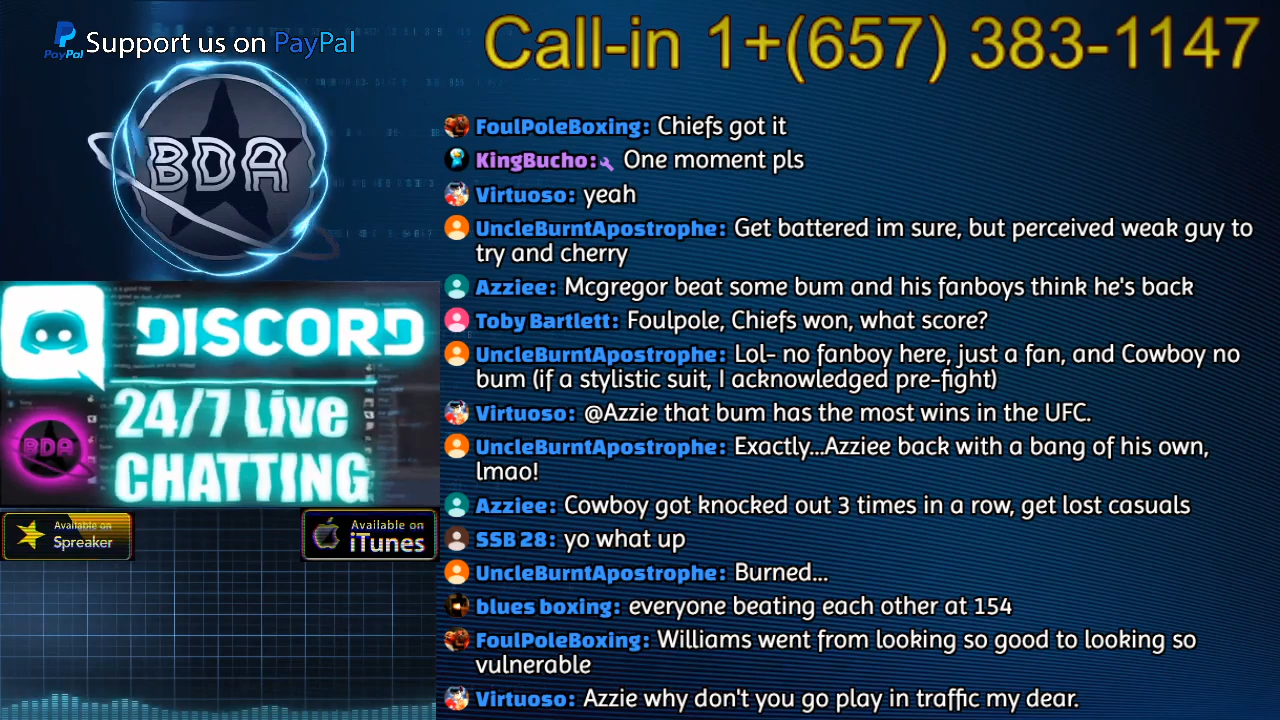 PayPal
Support us on PayPal
Call-in 1+(657) 383-1147
BDA
FoulPoleBoxing: Chiefs got it
KingBucho: One moment pls
Virtuoso: yeah
UncleBurntApostrophe: Get battered im sure, but perceived weak guy to
try and cherry
Azziee: Mcgregor beat some bum and his fanboys think he's back
Toby Bartlett: Foulpole, Chiefs won, what score?
UncleBurntApostrophe: Lol- no fanboy here, just a fan, and Cowboy no
bum (if a stylistic suit, I acknowledged pre-fight)
Virtuoso: @Azzie that bum has the most wins in the UFC.
UncleBurntApostrophe: Exactly...Azziee back with a bang of his own,
lmao!
Azziee: Cowboy got knocked out 3 times in a row, get lost casuals
SSB 28: yo what up
UncleBurntApostrophe: Burned...
blues boxing: everyone beating each other at 154
FoulPoleBoxing: Williams went from looking so good to looking so
vulnerable
Virtuoso: Azzie why don't you go play in traffic my dear.
DISCORD
24/7 Live
CHATTING
BDA
Available on
Spreaker
Available on
iTunes